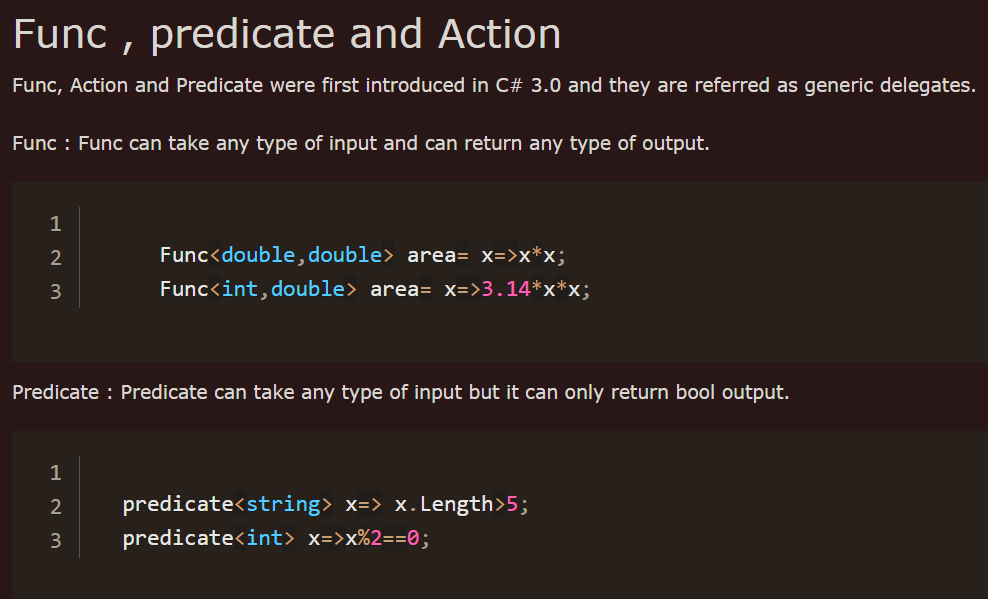 Func , predicate and Action
Func, Action and Predicate were first introduced in C# 3.0 and they are referred as generic delegates.
Func : Func can take any type of input and can return any type of output.
1
2 Func<double,double> area= x=>x*x;
3 Func<int,double> area= x=>3.14*x*x;
Predicate : Predicate can take any type of input but it can only return bool output.
1
2 predicate<string> x=> x.Length>5;
3 predicate<int> x=>x%2==0;